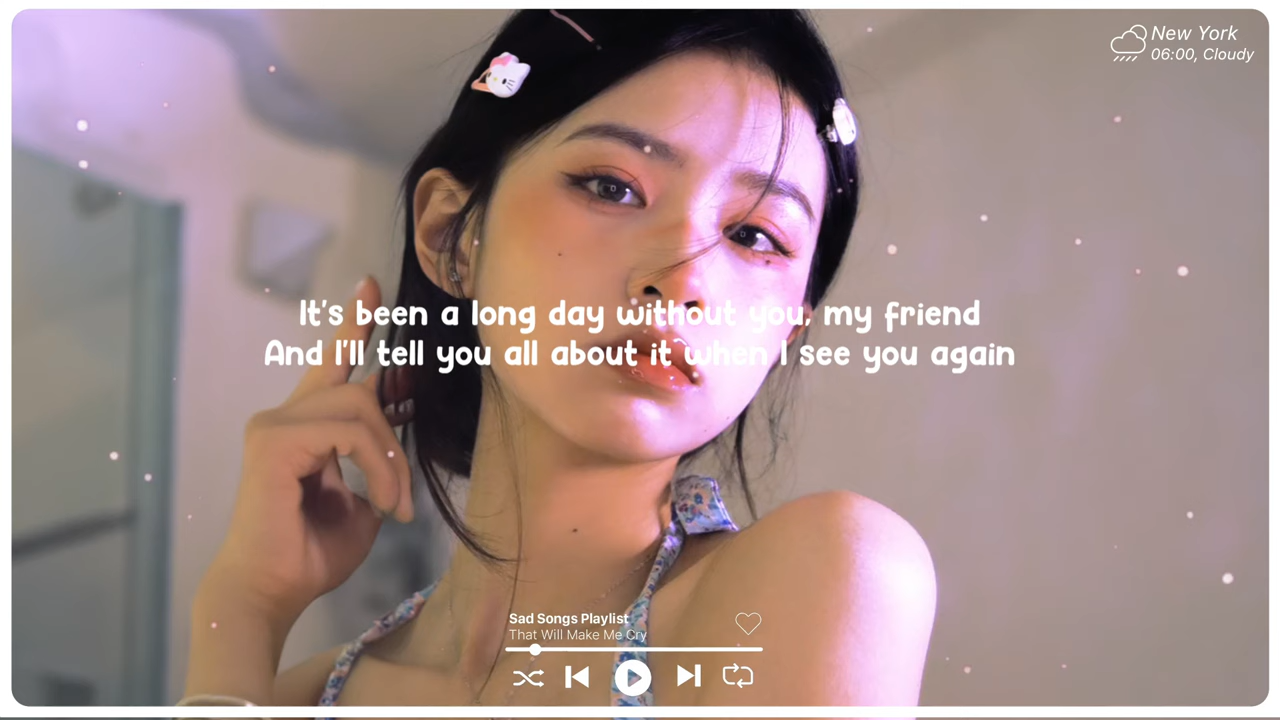 New York
06:00, Cloudy
It's been a long day without you, my friend
And I'll tell you all about it when I see you again
Sad Songs Playlist
That Will Make Me Cry